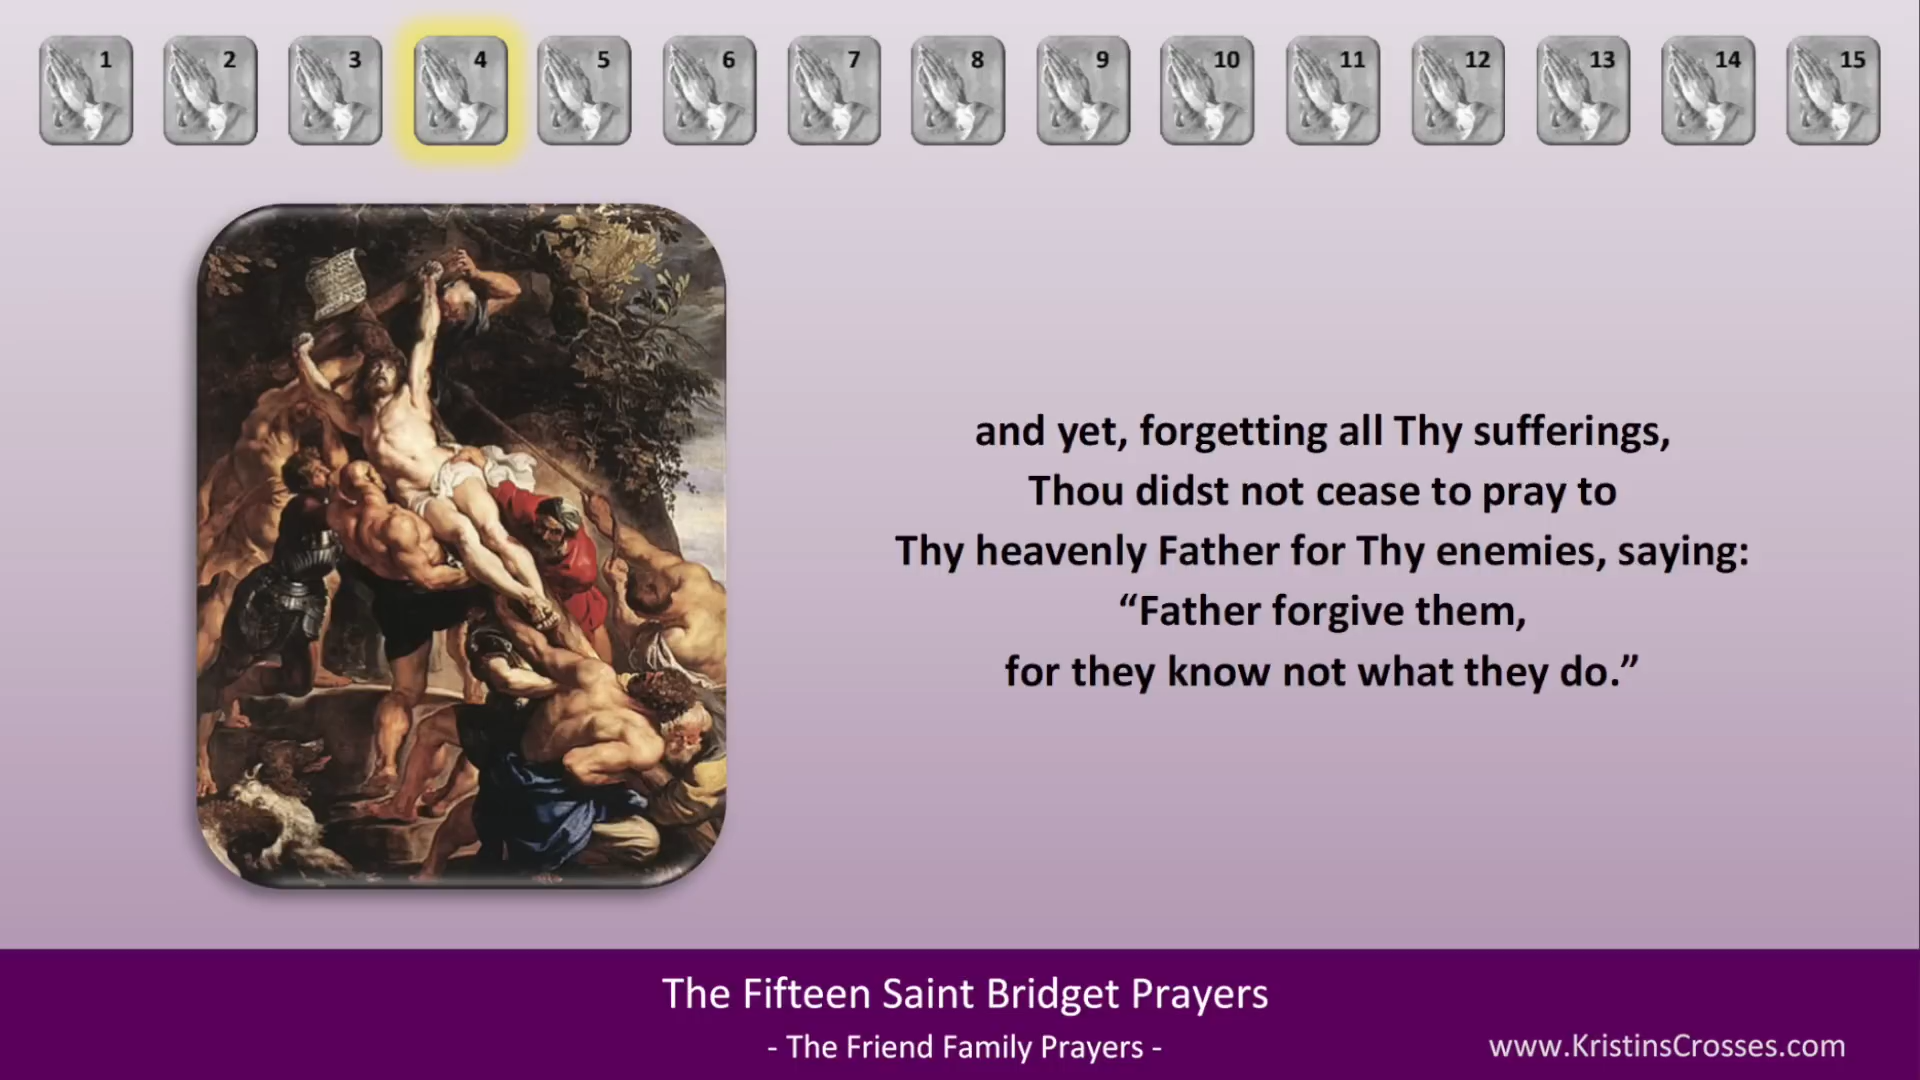 1 2 3 4 5 6 7 8 9 10 11 12 13 14 15
and yet, forgetting all Thy sufferings,
Thou didst not cease to pray to
Thy heavenly Father for Thy enemies, saying:
“Father forgive them,
for they know not what they do.”
The Fifteen Saint Bridget Prayers
- The Friend Family Prayers -
www.KristinsCrosses.com